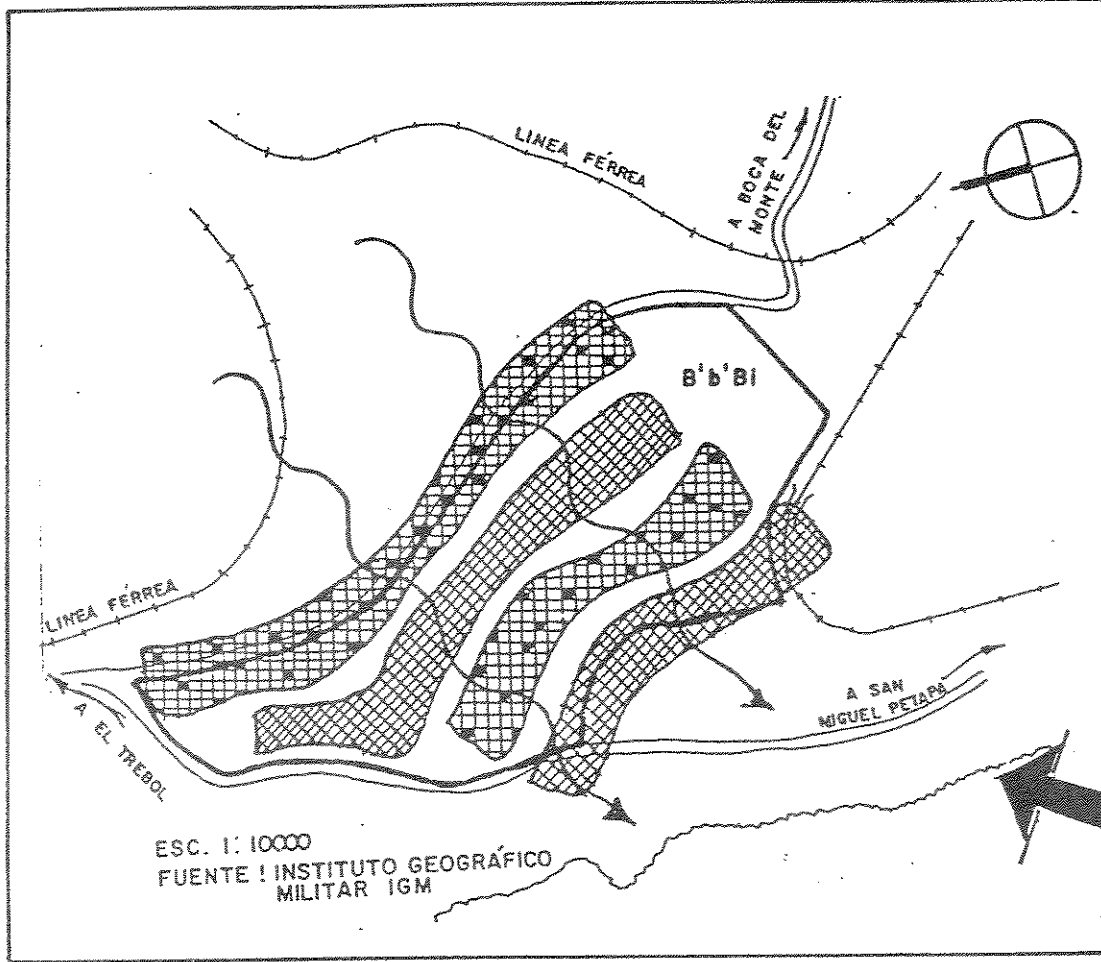 LINEA FÉRREA
A BOCA DEL
MONTE
B'b'Bi
LINEA FÉRREA
A EL TREBOL
A SAN
MIGUEL PETAPA
ESC. 1:10000
FUENTE: INSTITUTO GEOGRÁFICO
MILITAR IGM